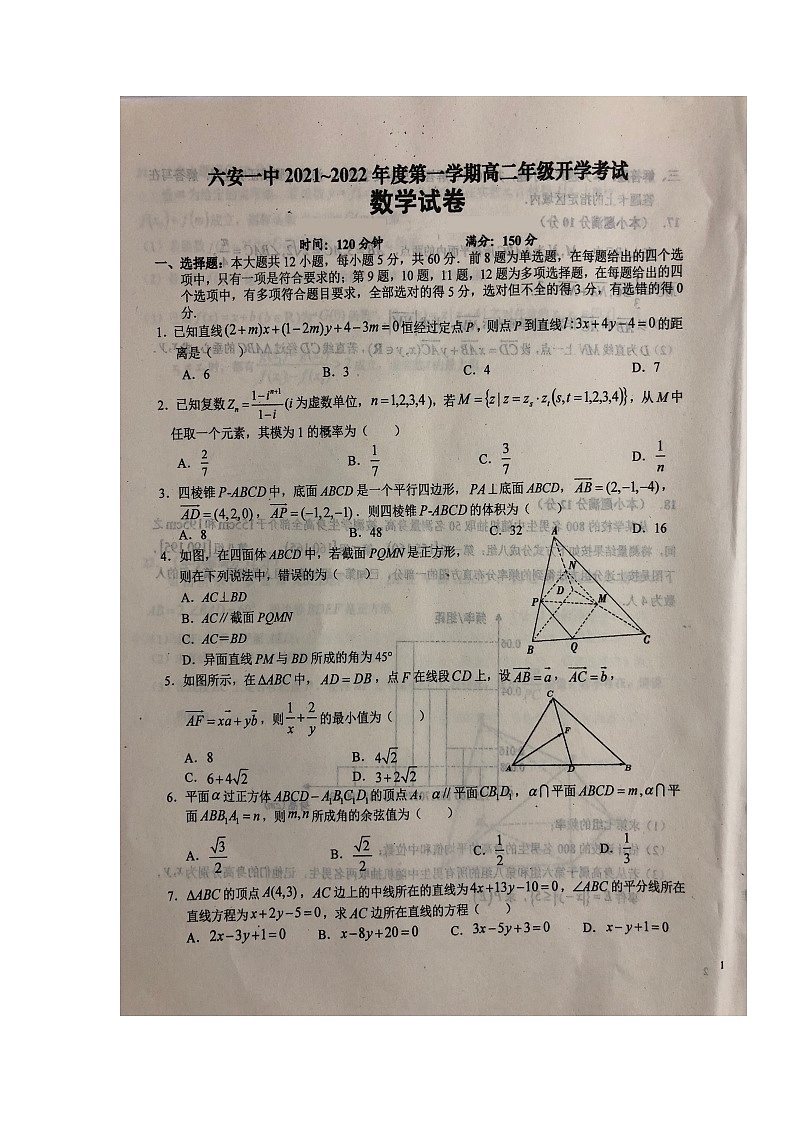 六安一中 2021~2022 年度第一学期高二年级开学考试
数学试卷
时间：120 分钟 满分：150 分
一、选择题：本大题共 12 小题，每小题 5 分，共 60 分．前 8 题为单选题，在每题给出的四个选
项中，只有一项是符合要求的；第 9 题，10 题，11 题，12 题为多项选择题，在每题给出的四
个选项中，有多项符合题目要求，全部选对的得 5 分，选对但不全的得 3 分，有选错的得 0
分．
1．已知直线(2+m)x+(1−2m)y+4−3m=0恒经过定点P，则点P到直线l:3x+4y−4=0的距
离是（ ）
A．6 B．3 C．4 D．7
2．已知复数Zₙ=(1−iⁿ⁺¹)/(1−i)(i为虚数单位，n=1,2,3,4)，若M={z|z=zₛ·zₜ(s,t=1,2,3,4)}，从M中
任取一个元素，其模为1的概率为（ ）
A．2/7 B．1/7 C．3/7 D．1/n
3．四棱锥P-ABCD中，底面ABCD是一个平行四边形，PA⊥底面ABCD，AB→=(2,−1,−4)，
AD→=(4,2,0)，AP→=(−1,2,−1)．则四棱锥P-ABCD的体积为（ ）
A．8 B．48 C．32 D．16
4．如图，在四面体ABCD中，若截面PQMN是正方形，
则在下列说法中，错误的为（ ）
A．AC⊥BD
B．AC∥截面PQMN
C．AC=BD
D．异面直线PM与BD所成的角为45°
A
N
D
P
M
B
Q
C
5．如图所示，在ΔABC中，AD=DB，点F在线段CD上，设AB→=a→，AC→=b→，
AF→=xa→+yb→，则1/x+2/y的最小值为（ ）
A．8 B．4√2
C．6+4√2 D．3+2√2
C
F
A D B
6．平面α过正方体ABCD−A₁B₁C₁D₁的顶点A，α∥平面CB₁D₁，α∩平面ABCD=m,α∩平
面ABB₁A₁=n，则m,n所成角的余弦值为（ ）
A．√3/2 B．√2/2 C．1/2 D．1/3
7．ΔABC的顶点A(4,3)，AC边上的中线所在的直线为4x+13y−10=0，∠ABC的平分线所在
直线方程为x+2y−5=0，求AC边所在直线的方程（ ）
A．2x−3y+1=0 B．x−8y+20=0 C．3x−5y+3=0 D．x−y+1=0
1